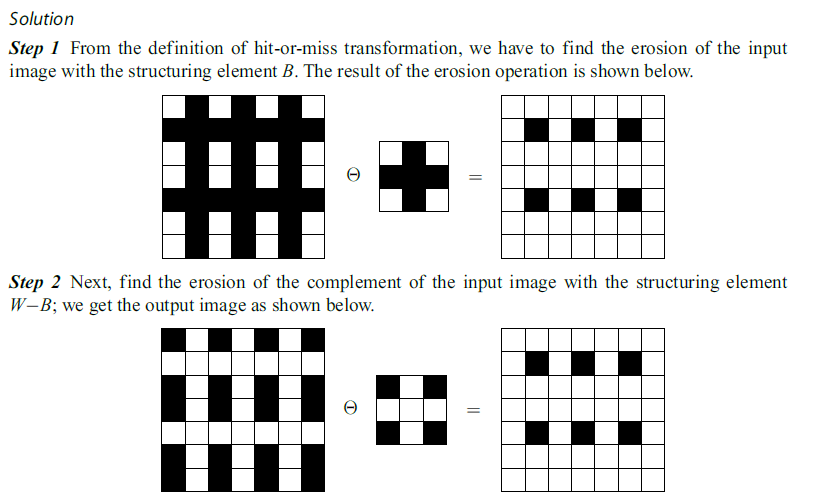 Solution
Step 1 From the definition of hit-or-miss transformation, we have to find the erosion of the input
image with the structuring element B. The result of the erosion operation is shown below.
Θ =
Step 2 Next, find the erosion of the complement of the input image with the structuring element
W–B; we get the output image as shown below.
Θ =